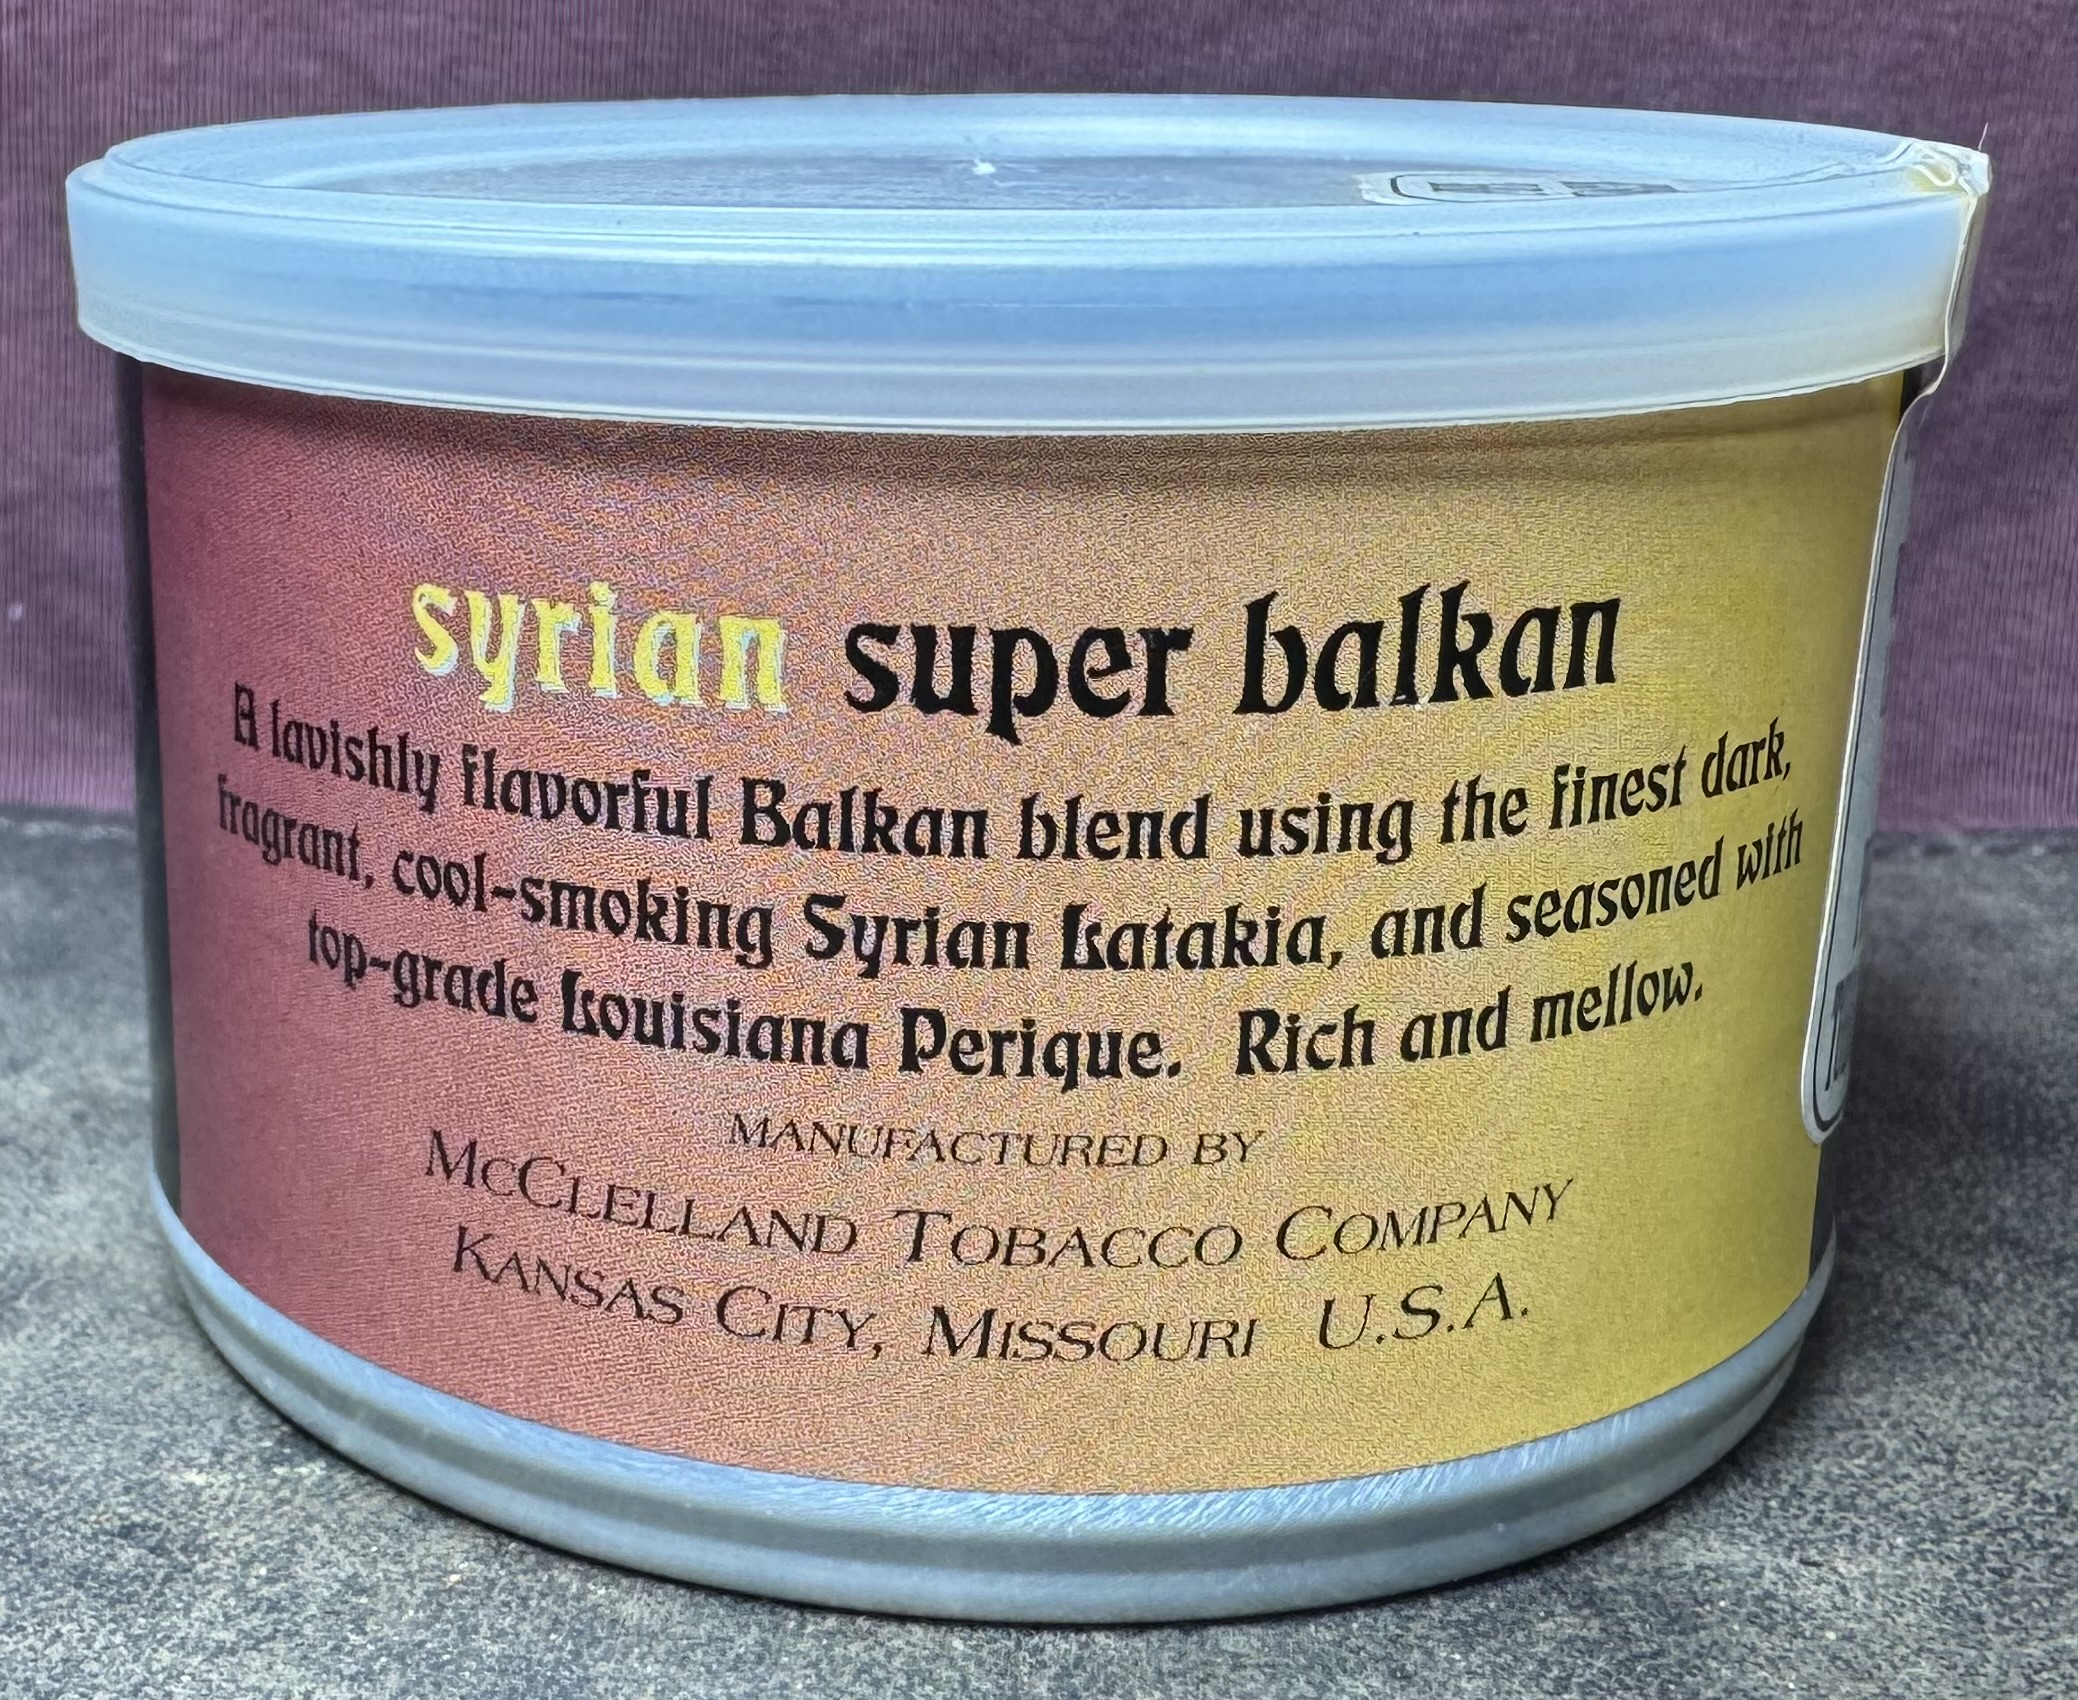 syrian super balkan
A lavishly flavorful Balkan blend using the finest dark,
fragrant, cool-smoking Syrian Latakia, and seasoned with
top-grade Louisiana Perique. Rich and mellow.
MANUFACTURED BY
McCLELLAND TOBACCO COMPANY
KANSAS CITY, MISSOURI U.S.A.